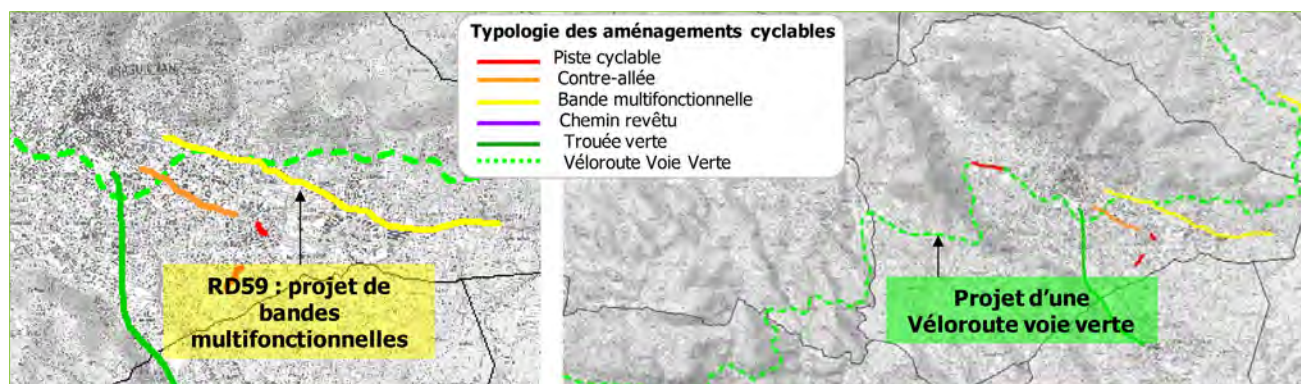 Typologie des aménagements cyclables
Piste cyclable
Contre-allée
Bande multifonctionnelle
Chemin revêtu
Trouée verte
Véloroute Voie Verte
RD59 : projet de
bandes
multifonctionnelles
Projet d'une
Véloroute voie verte